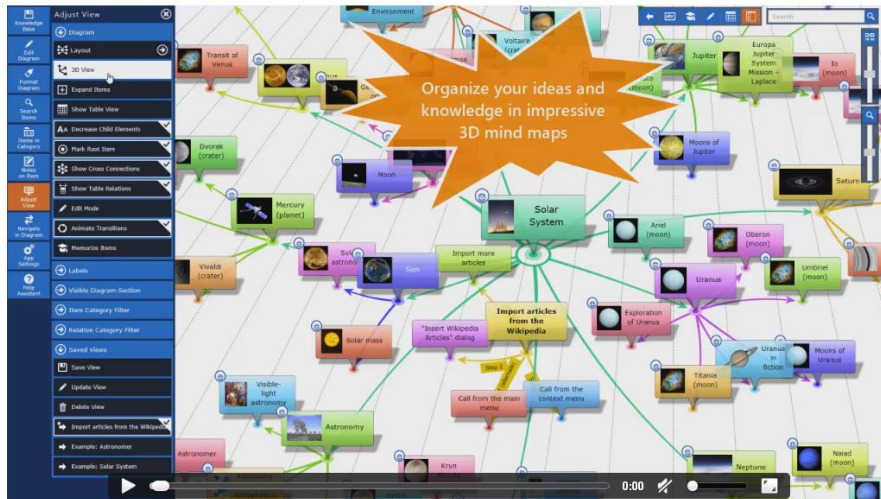 Knowledge
Base
Edit
Diagram
Format
Diagram
Search
Items
Items in
Category
Notes
on Item
Adjust
View
Navigate
in Diagram
App
Settings
Help
Assistant
Adjust View
Diagram
Layout
3D View
Expand Items
Show Table View
AA Decrease Child Elements
Mark Root Item
Show Cross Connections
Show Table Relations
Edit Mode
Animate Transitions
Memorize Items
Labels
Visible Diagram Section
Item Category Filter
Relation Category Filter
Saved Views
Save View
Update View
Delete View
Import articles from the Wikipedia
Example: Astronomer
Example: Solar System
Search
Organize your ideas and
knowledge in impressive
3D mind maps
Environment
Voltaire
Transit of
Venus
Jupiter
Europa
Jupiter
System
Mission –
Laplace
Io
(moon)
Dvorak
(crater)
Moon
Moons of
Jupiter
Saturn
Mercury
(planet)
Solar
System
Ariel
(moon)
Oberon
(moon)
Import more
articles
Sun
Vivaldi
(crater)
Uranus
Umbriel
(moon)
Import articles
from the
Wikipedia
Exploration
of Uranus
"Insert Wikipedia
Articles" dialog
Solar mass
Step 2
Uranus
in
fiction
Moons of
Uranus
Titania
(moon)
Visible-
light
astronomy
Call from the main
menu
Call from the
context menu
Astronomy
Astronomer
Krun
Neptune
Naiad
(moon)
0:00